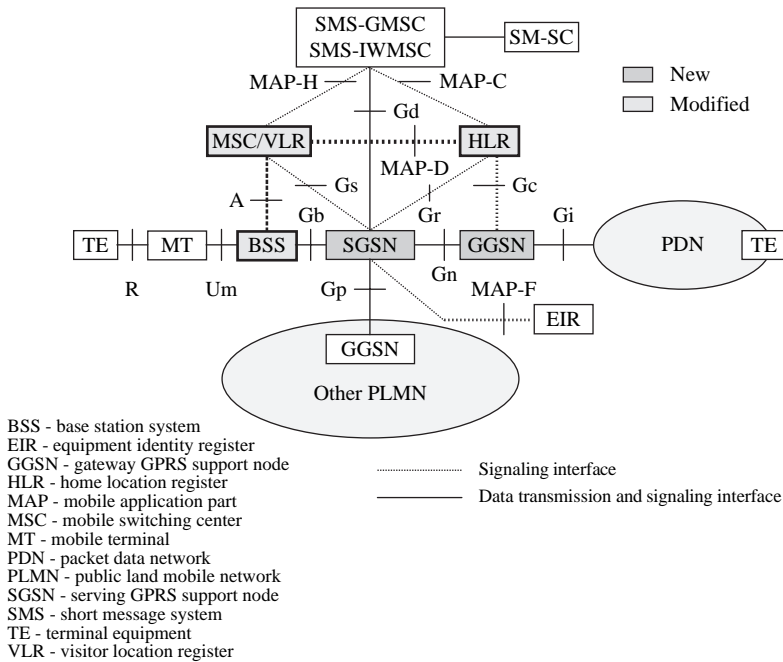 SMS-GMSC
SMS-IWMSC
SM-SC
New
Modified
MAP-H
MAP-C
Gd
MSC/VLR
HLR
MAP-D
Gs
Gc
A
Gb
Gr
Gi
TE
MT
BSS
SGSN
GGSN
PDN
TE
R
Um
Gn
Gp
MAP-F
EIR
GGSN
Other PLMN
BSS - base station system
EIR - equipment identity register
GGSN - gateway GPRS support node
HLR - home location register
MAP - mobile application part
MSC - mobile switching center
MT - mobile terminal
PDN - packet data network
PLMN - public land mobile network
SGSN - serving GPRS support node
SMS - short message system
TE - terminal equipment
VLR - visitor location register
Signaling interface
Data transmission and signaling interface